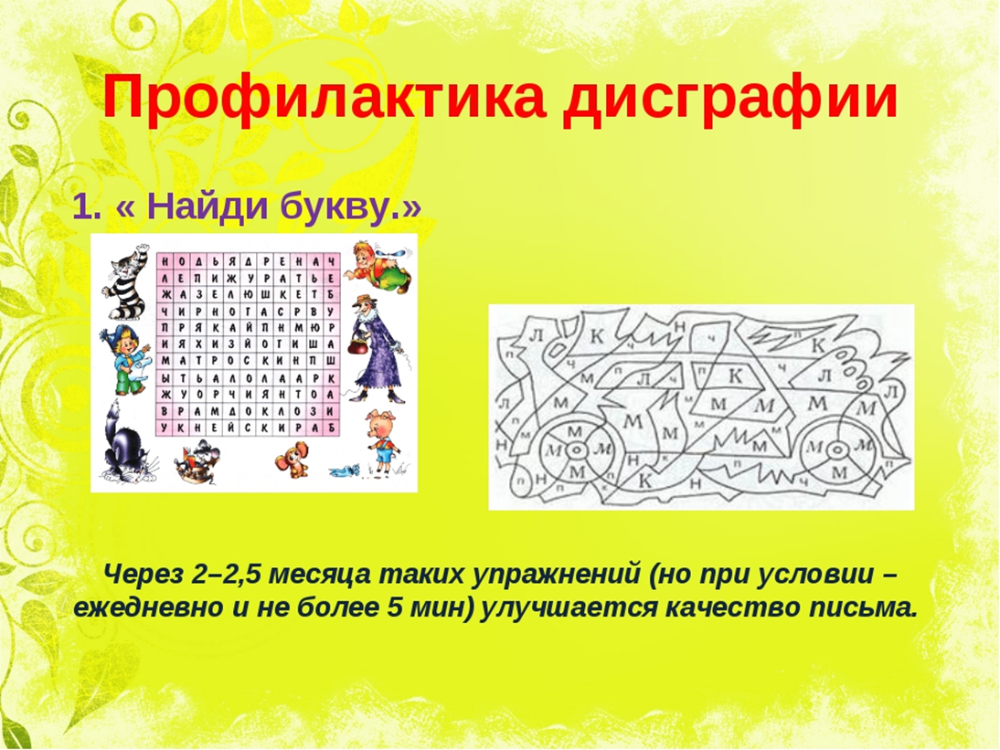 Профилактика дисграфии
1. « Найди букву.»
Н О Д Ь Я Д Р Е Н А Ч
Л Е П И Ж У Р А Т Ь Е
Ж А З Е Л Ю Ш К Е Т Б
Ч И Р Н О Г А С Р В У
П Р Я К А Й П Н М Ю Р
И Я Х И З Й О Г И Ш А
М А Т Р О С К И Н П Ш
Ы Т Ь А Л О Л А А Р К
Ж У О Р Ч И Я Н Т О А
В Р А М Д О К Л О З И
У К Н Е Й С К И Р А Б
Л К Ч Н Ч П К
П Ч М П Л Ч К Ч Л
Л М М М М М М М Л
Н М М М М М М
М М М М М М
П Н М П К К К Н П Ч М П
Через 2–2,5 месяца таких упражнений (но при условии –
ежедневно и не более 5 мин) улучшается качество письма.